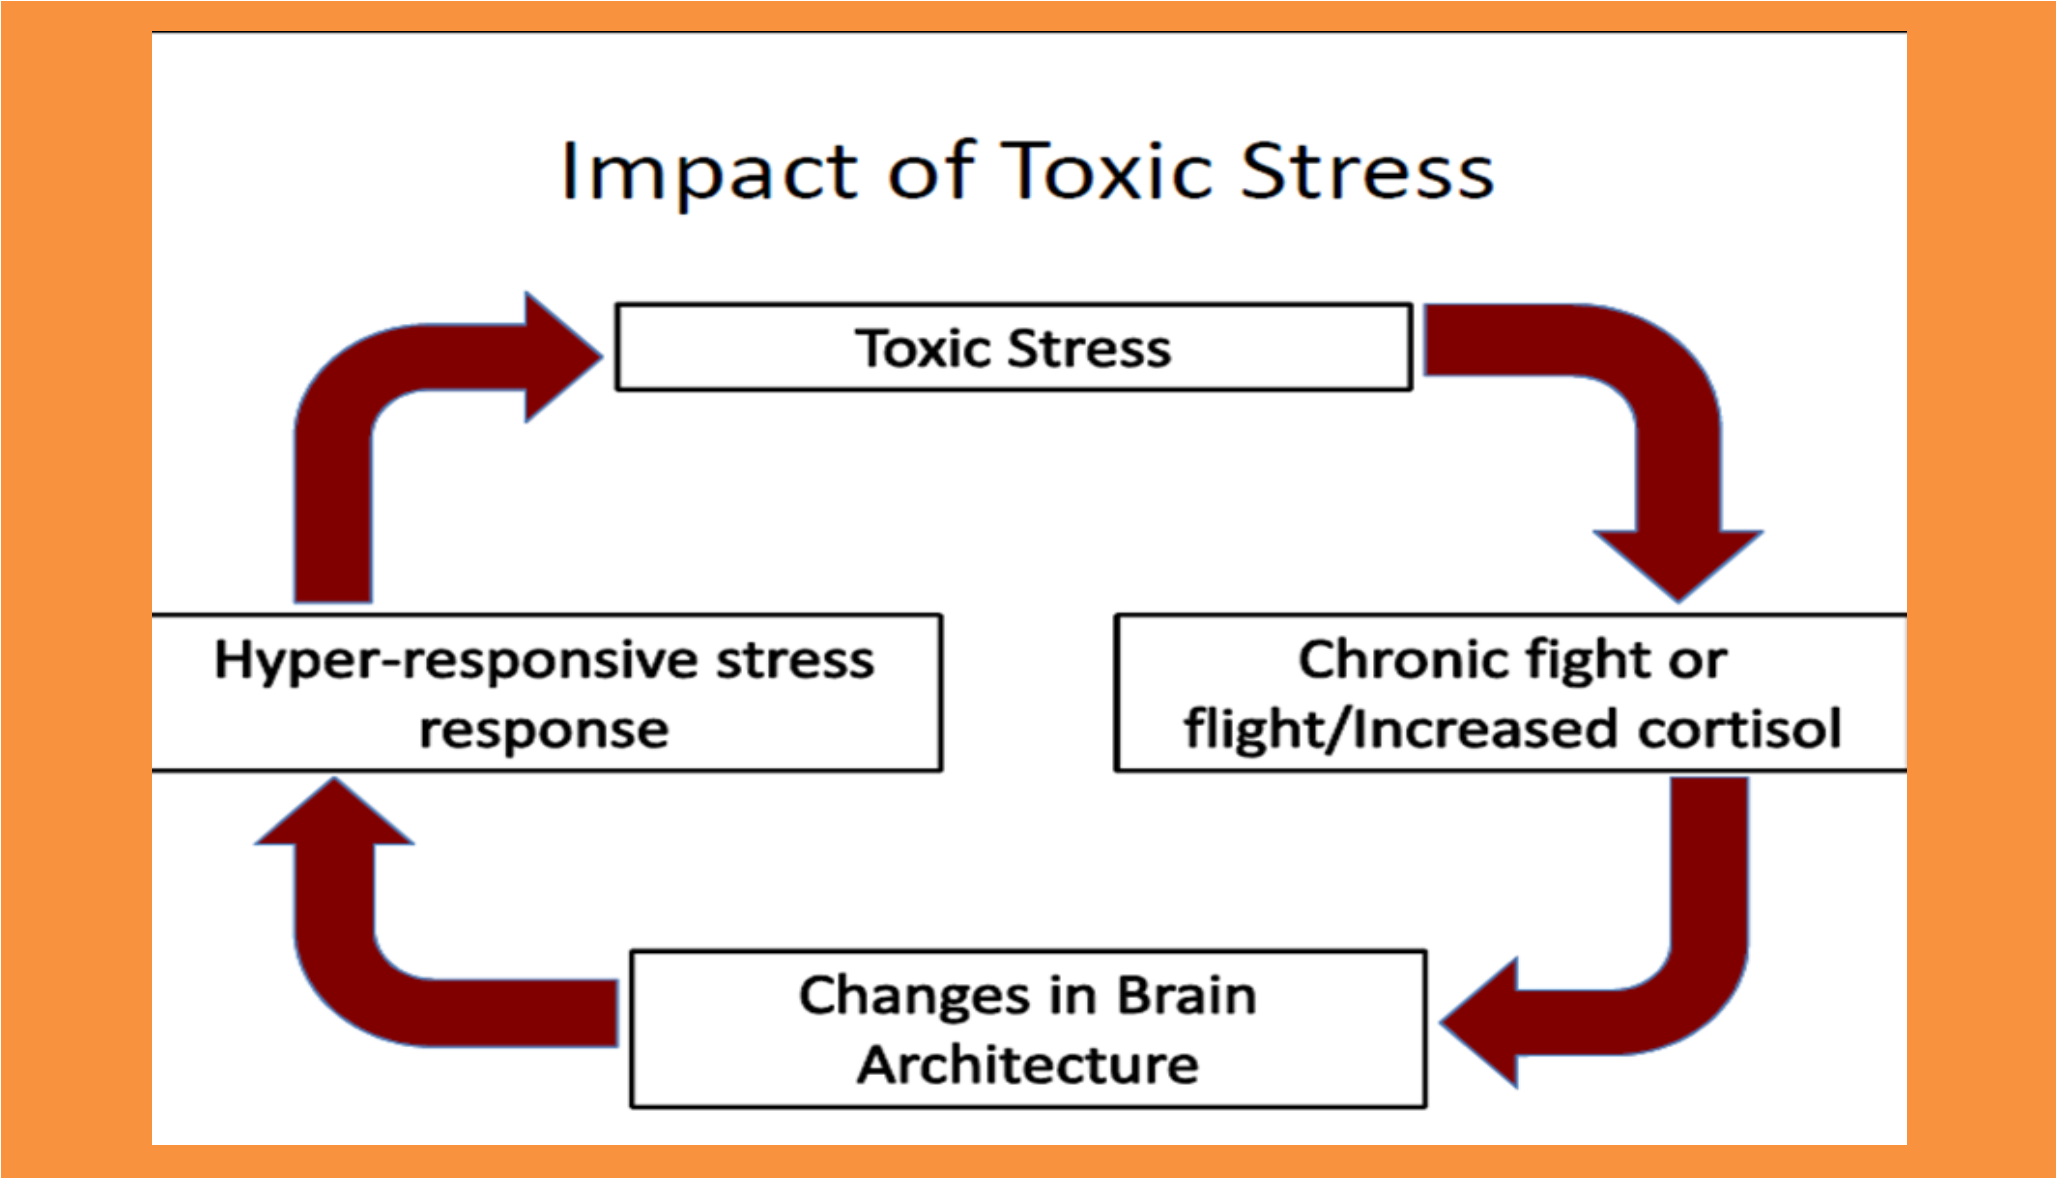 Impact of Toxic Stress
Toxic Stress
Hyper-responsive stress
response
Chronic fight or
flight/Increased cortisol
Changes in Brain
Architecture